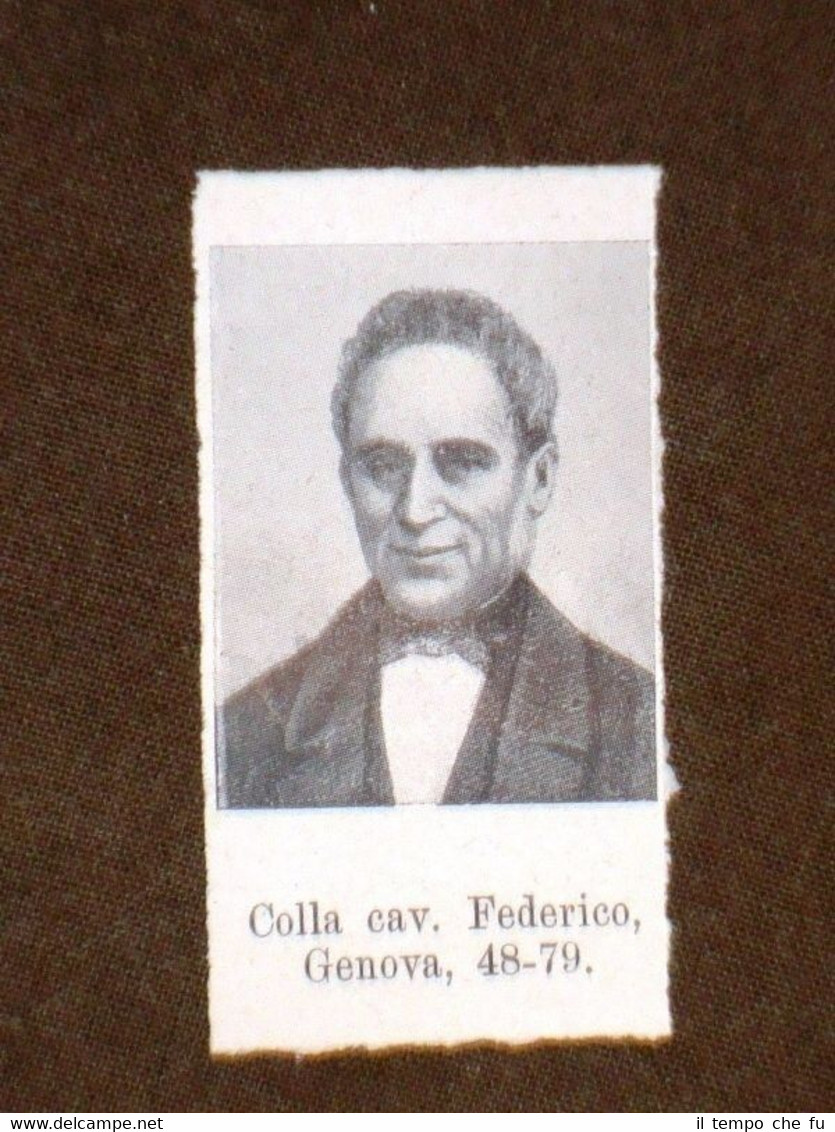 Colla cav. Federico,
Genova, 48-79.
www.delcampe.net
il tempo che fu